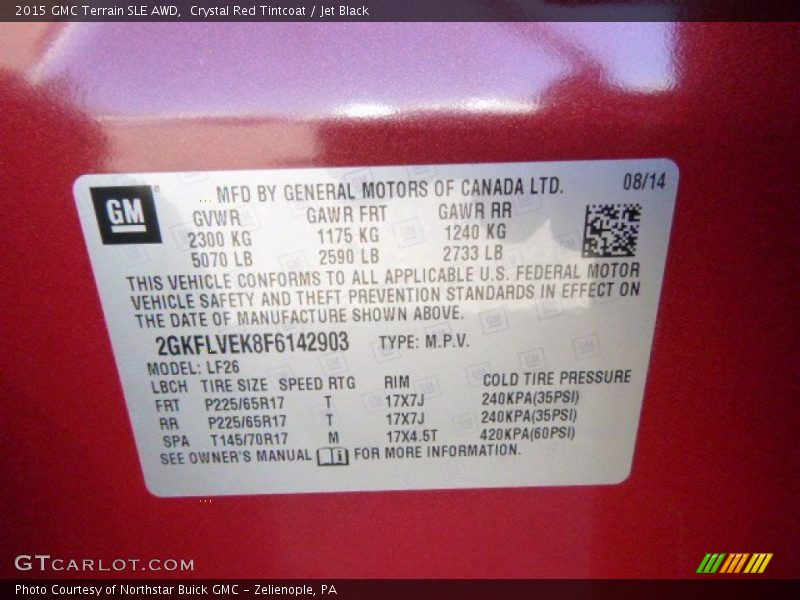 2015 GMC Terrain SLE AWD,  Crystal Red Tintcoat / Jet Black
GM
MFD BY GENERAL MOTORS OF CANADA LTD. 08/14
GVWR GAWR FRT GAWR RR
2300 KG 1175 KG 1240 KG
5070 LB 2590 LB 2733 LB
THIS VEHICLE CONFORMS TO ALL APPLICABLE U.S. FEDERAL MOTOR
VEHICLE SAFETY AND THEFT PREVENTION STANDARDS IN EFFECT ON
THE DATE OF MANUFACTURE SHOWN ABOVE.
2GKFLVEK8F6142903 TYPE: M.P.V.
MODEL: LF26
LBCH TIRE SIZE SPEED RTG RIM COLD TIRE PRESSURE
FRT P225/65R17 T 17X7J 240KPA(35PSI)
RR P225/65R17 T 17X7J 240KPA(35PSI)
SPA T145/70R17 M 17X4.5T 420KPA(60PSI)
SEE OWNER'S MANUAL FOR MORE INFORMATION.
GTCARLOT.COM
Photo Courtesy of Northstar Buick GMC - Zelienople, PA